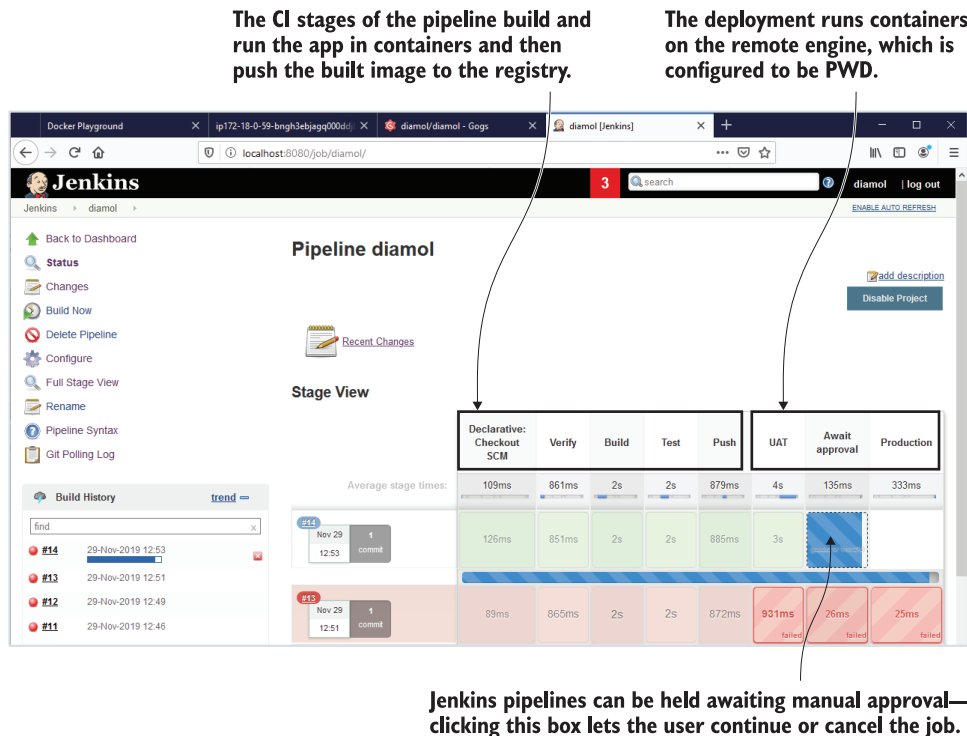 The CI stages of the pipeline build and
run the app in containers and then
push the built image to the registry.
The deployment runs containers
on the remote engine, which is
configured to be PWD.
Docker Playground
diamol/diamol - Gogs
diamol [Jenkins]
localhost:8080/job/diamol/
Jenkins
3
search
diamol
| log out
Jenkins
diamol
ENABLE AUTO REFRESH
Back to Dashboard
Status
Changes
Build Now
Delete Pipeline
Configure
Full Stage View
Rename
Pipeline Syntax
Git Polling Log
Build History
trend
find
x
#14 29-Nov-2019 12:53
#13 29-Nov-2019 12:51
#12 29-Nov-2019 12:49
#11 29-Nov-2019 12:46
Pipeline diamol
add description
Disable Project
Recent Changes
Stage View
Declarative:
Checkout
SCM
Verify
Build
Test
Push
UAT
Await
approval
Production
Average stage times:
109ms 861ms 2s 2s 879ms 4s 135ms 333ms
#14
Nov 29
12:53
1
commit
126ms 851ms 2s 2s 885ms 3s
#13
Nov 29
12:51
1
commit
89ms 865ms 2s 2s 872ms 931ms 26ms 25ms
failed failed failed
Jenkins pipelines can be held awaiting manual approval—
clicking this box lets the user continue or cancel the job.